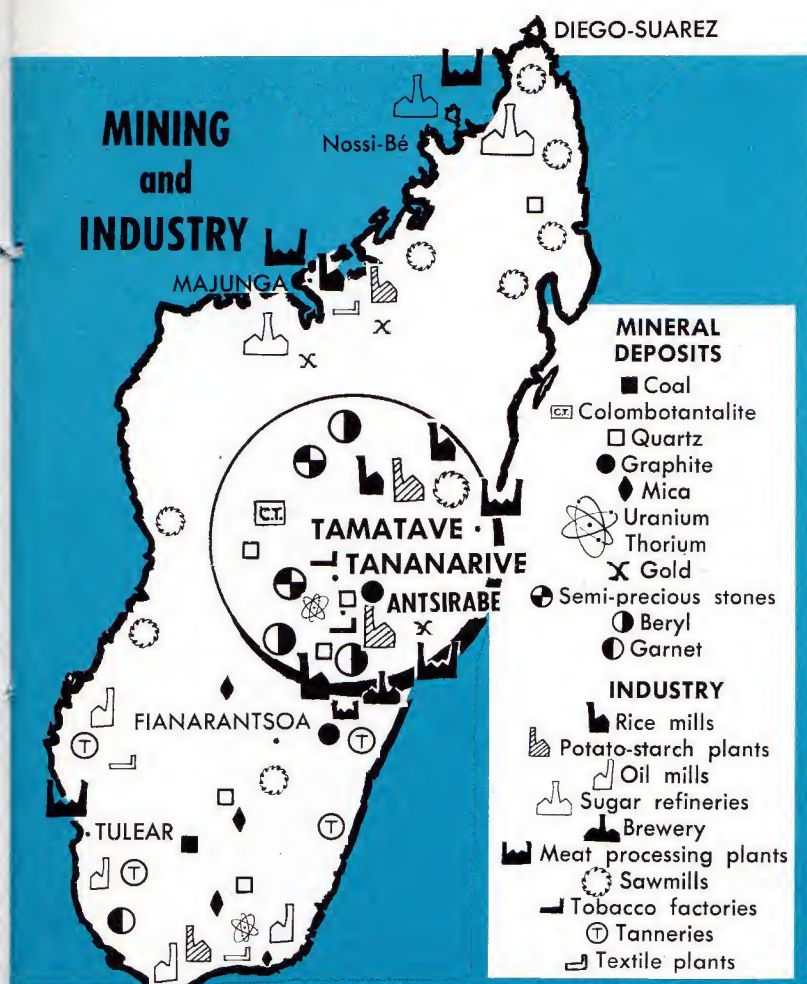 DIEGO-SUAREZ
MINING
and
INDUSTRY
Nossi-Bé
MAJUNGA
C.T.
TAMATAVE
TANANARIVE
ANTSIRABE
FIANARANTSOA
T
T
T
T
TULEAR
MINERAL
DEPOSITS
Coal
C.T. Colombotantalite
Quartz
Graphite
Mica
Uranium
Thorium
Gold
Semi-precious stones
Beryl
Garnet
INDUSTRY
Rice mills
Potato-starch plants
Oil mills
Sugar refineries
Brewery
Meat processing plants
Sawmills
Tobacco factories
T Tanneries
Textile plants